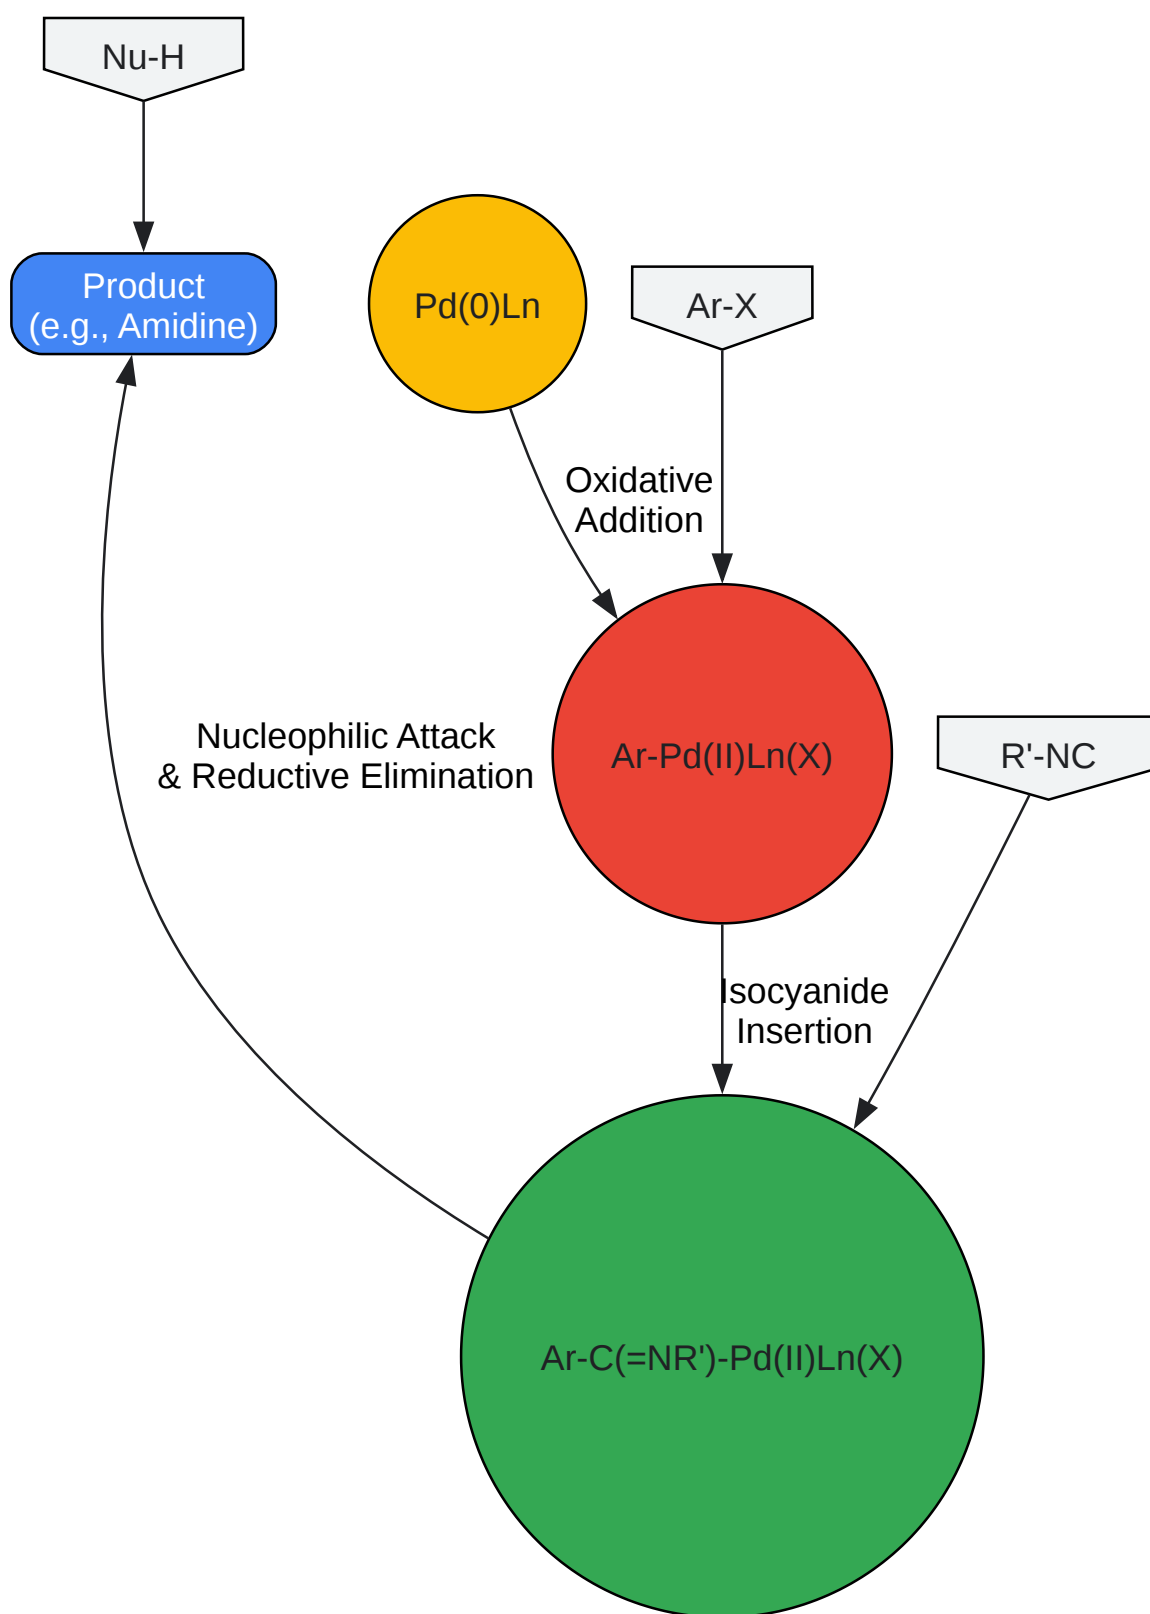 Nu-H
Product
(e.g., Amidine)
Pd(0)Ln
Ar-X
Oxidative
Addition
Nucleophilic Attack
& Reductive Elimination
Ar-Pd(II)Ln(X)
R'-NC
Isocyanide
Insertion
Ar-C(=NR')-Pd(II)Ln(X)